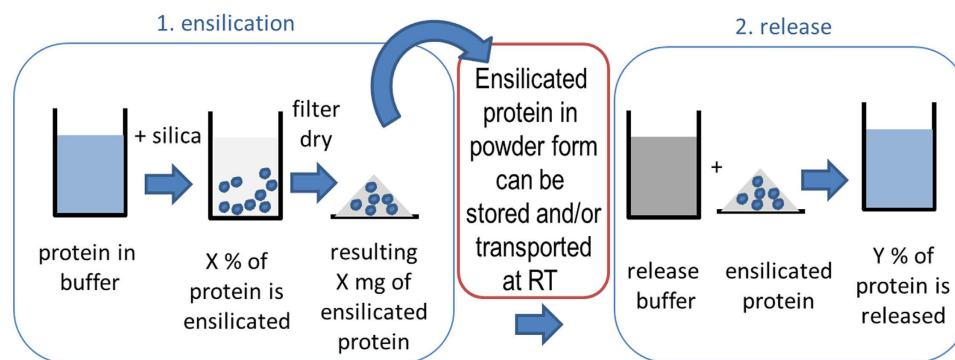 1. ensilication
+ silica
filter
dry
protein in
buffer
X % of
protein is
ensilicated
resulting
X mg of
ensilicated
protein
Ensilicated
protein in
powder form
can be
stored and/or
transported
at RT
2. release
+
release
buffer
ensilicated
protein
Y % of
protein is
released